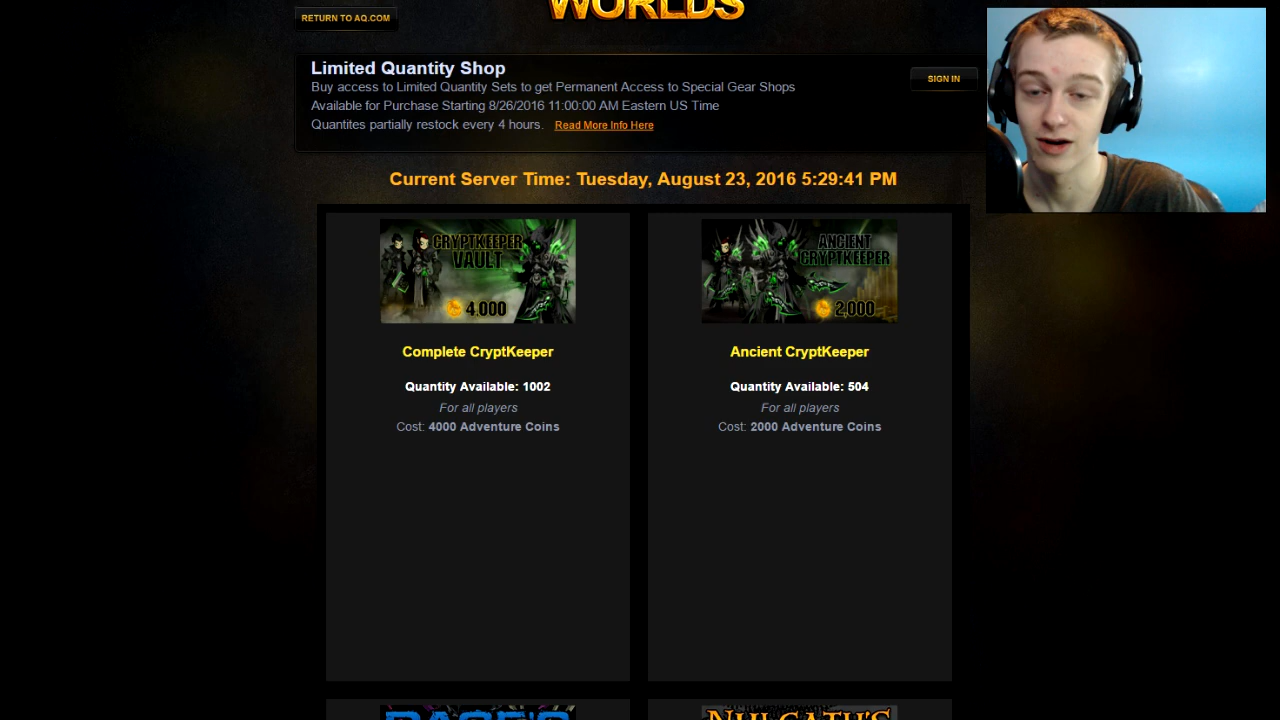 WORLDS
RETURN TO AQ.COM
Limited Quantity Shop
Buy access to Limited Quantity Sets to get Permanent Access to Special Gear Shops
Available for Purchase Starting 8/26/2016 11:00:00 AM Eastern US Time
Quantites partially restock every 4 hours. Read More Info Here
SIGN IN
Current Server Time: Tuesday, August 23, 2016 5:29:41 PM
CRYPTKEEPER
VAULT
4,000
Complete CryptKeeper
Quantity Available: 1002
For all players
Cost: 4000 Adventure Coins
ANCIENT
CRYPTKEEPER
2,000
Ancient CryptKeeper
Quantity Available: 504
For all players
Cost: 2000 Adventure Coins
NULGATH'S